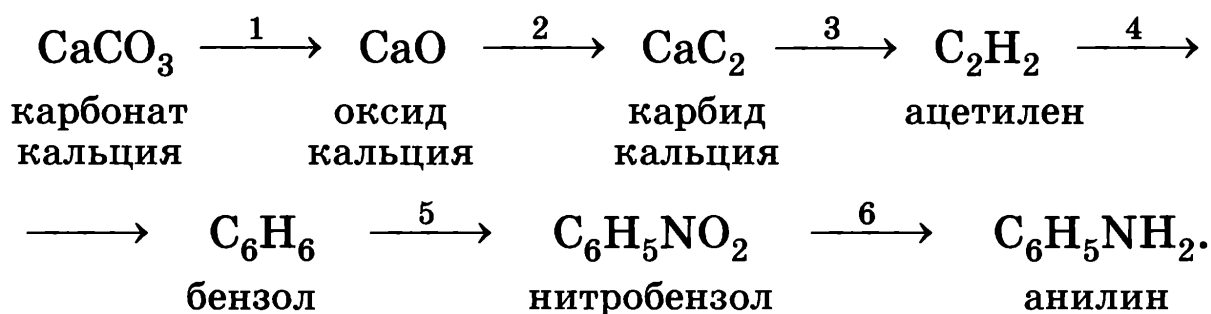 CaCO₃ —1→ CaO —2→ CaC₂ —3→ C₂H₂ —4→
карбонат оксид карбид ацетилен
кальция кальция кальция
⟶ C₆H₆ —5→ C₆H₅NO₂ —6→ C₆H₅NH₂.
бензол нитробензол анилин